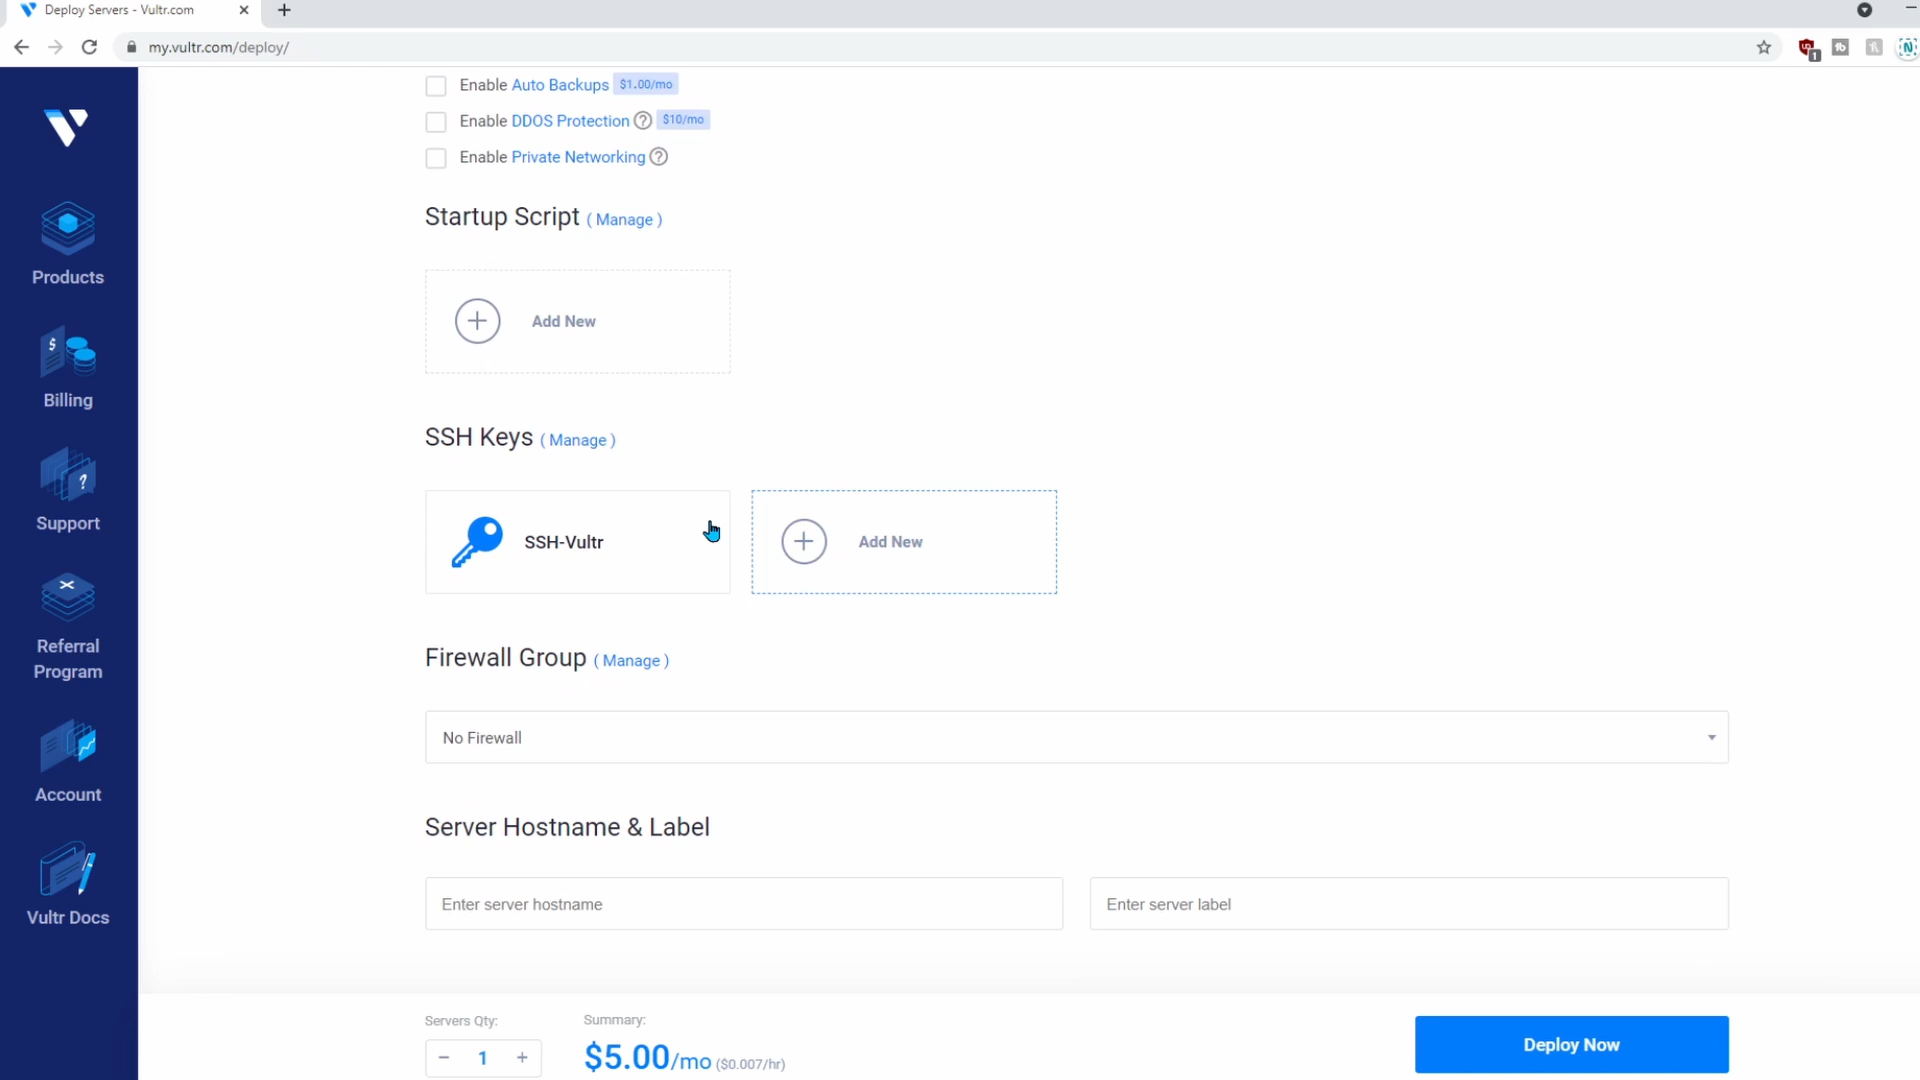 Deploy Servers - Vultr.com
my.vultr.com/deploy/
1
Enable Auto Backups $1.00/mo
Enable DDOS Protection ? $10/mo
Enable Private Networking ?
Startup Script ( Manage )
Products
Add New
Billing
SSH Keys ( Manage )
Support
SSH-Vultr
Add New
Referral
Program
Firewall Group ( Manage )
No Firewall
Account
Server Hostname & Label
Vultr Docs
Enter server hostname
Enter server label
Servers Qty:
Summary:
− 1 +
$5.00/mo ($0.007/hr)
Deploy Now